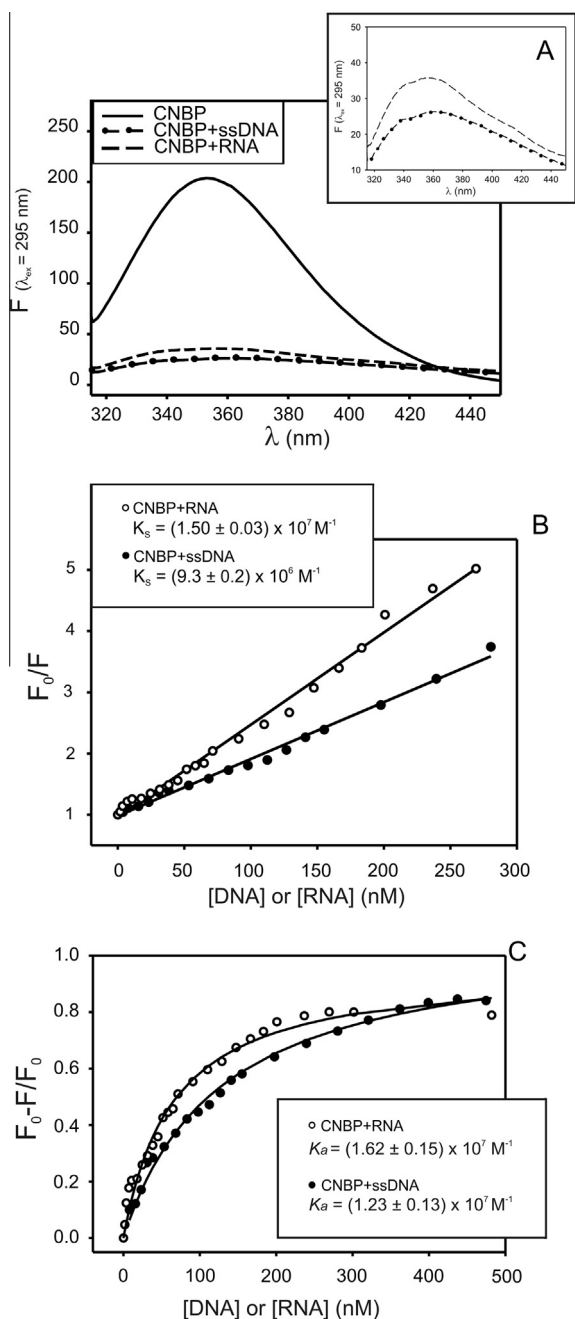 A
50
40
30
20
10
F (λex = 295 nm)
320 340 360 380 400 420 440
λ (nm)
CNBP
CNBP+ssDNA
CNBP+RNA
250
200
150
100
50
0
F (λex = 295 nm)
320 340 360 380 400 420 440
λ (nm)
B
CNBP+RNA
Ks = (1.50 ± 0.03) x 10⁷ M⁻¹
CNBP+ssDNA
Ks = (9.3 ± 0.2) x 10⁶ M⁻¹
5
4
3
2
1
F₀/F
0 50 100 150 200 250 300
[DNA] or [RNA] (nM)
C
1.0
0.8
0.6
0.4
0.2
0.0
F₀-F/F₀
CNBP+RNA
Ka = (1.62 ± 0.15) x 10⁷ M⁻¹
CNBP+ssDNA
Ka = (1.23 ± 0.13) x 10⁷ M⁻¹
0 100 200 300 400 500
[DNA] or [RNA] (nM)